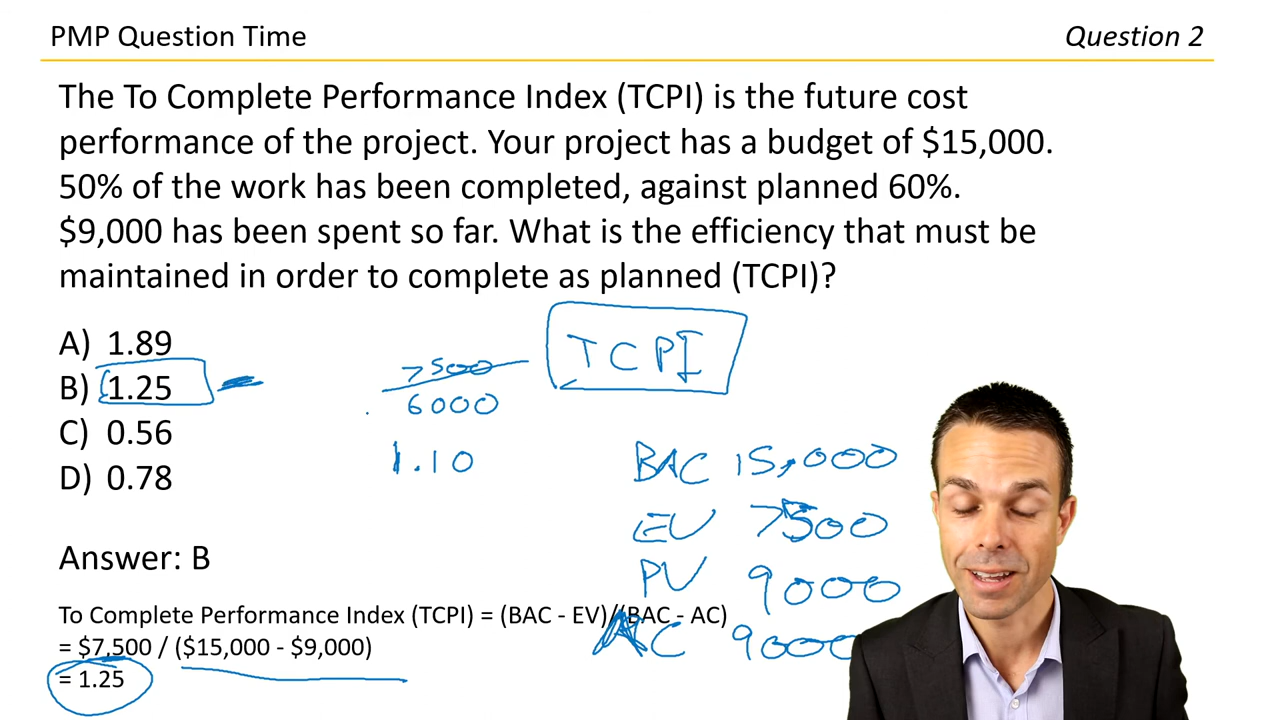 PMP Question Time
Question 2
The To Complete Performance Index (TCPI) is the future cost
performance of the project. Your project has a budget of $15,000.
50% of the work has been completed, against planned 60%.
$9,000 has been spent so far. What is the efficiency that must be
maintained in order to complete as planned (TCPI)?
A) 1.89
B) 1.25
C) 0.56
D) 0.78
7500
6000
1.10
TCPI
BAC 15,000
EV 7500
PV 9000
AC 9000
Answer: B
To Complete Performance Index (TCPI) = (BAC - EV)/(BAC - AC)
= $7,500 / ($15,000 - $9,000)
= 1.25